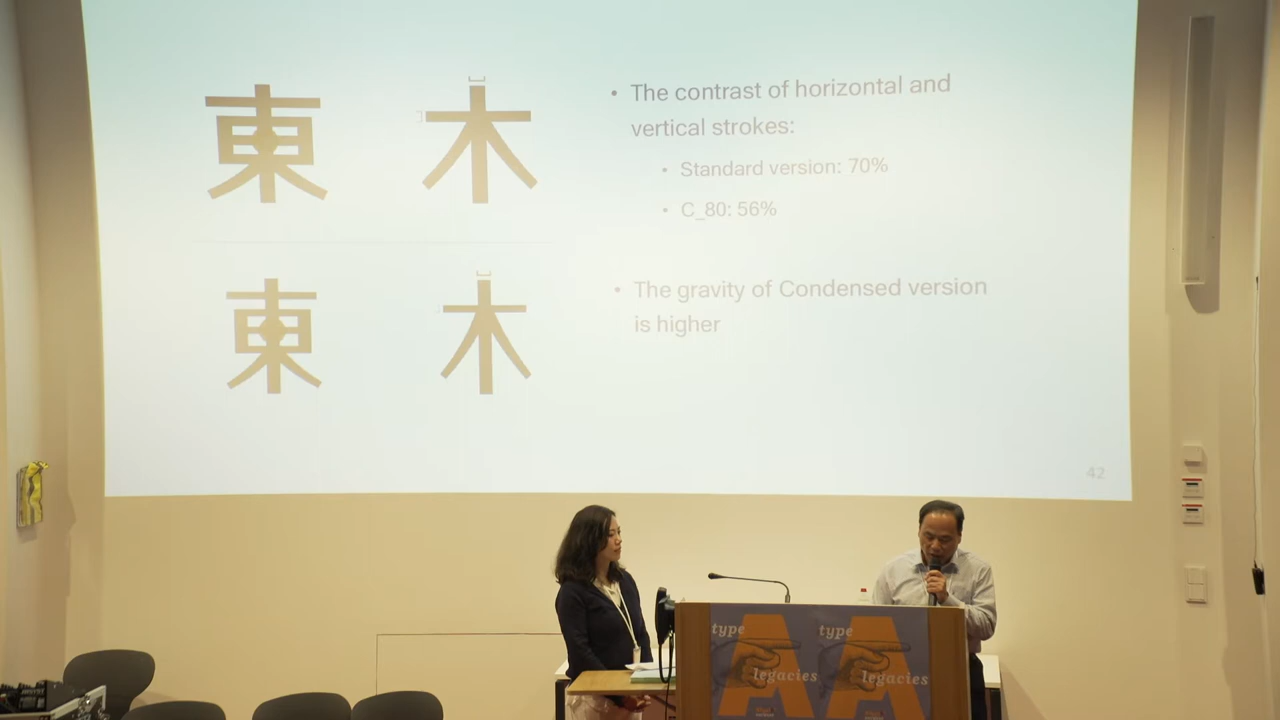 東 木
• The contrast of horizontal and
vertical strokes:
• Standard version: 70%
• C_80: 56%
東 木
• The gravity of Condensed version
is higher
42
type type
legacies legacies